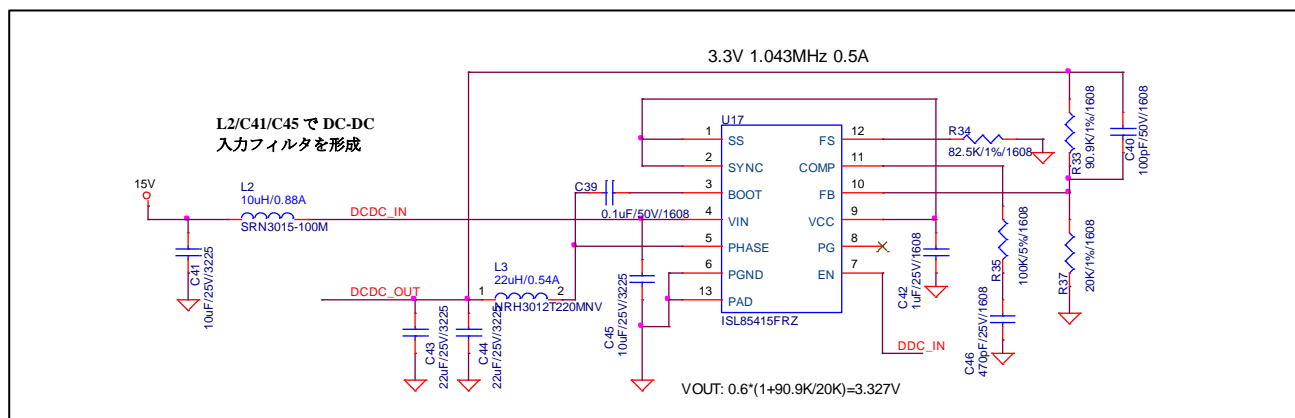 3.3V 1.043MHz 0.5A
L2/C41/C45 で DC-DC
入力フィルタを形成
15V
L2
10uH/0.88A
SRN3015-100M
DCDC_IN
C41
10uF/25V/3225
DCDC_OUT
1
L3
22uH/0.54A
2
NRH3012T220MNV
C43
22uF/25V/3225
C44
22uF/25V/3225
C39
0.1uF/50V/1608
C45
10uF/25V/3225
U17
1 SS FS 12
2 SYNC COMP 11
3 BOOT FB 10
4 VIN VCC 9
5 PHASE PG 8
6 PGND EN 7
13 PAD
ISL85415FRZ
R34
82.5K/1%/1608
R33
90.9K/1%/1608
C40
100pF/50V/1608
C42
1uF/25V/1608
R35
100K/5%/1608
R37
20K/1%/1608
C46
470pF/25V/1608
DDC_IN
VOUT: 0.6*(1+90.9K/20K)=3.327V